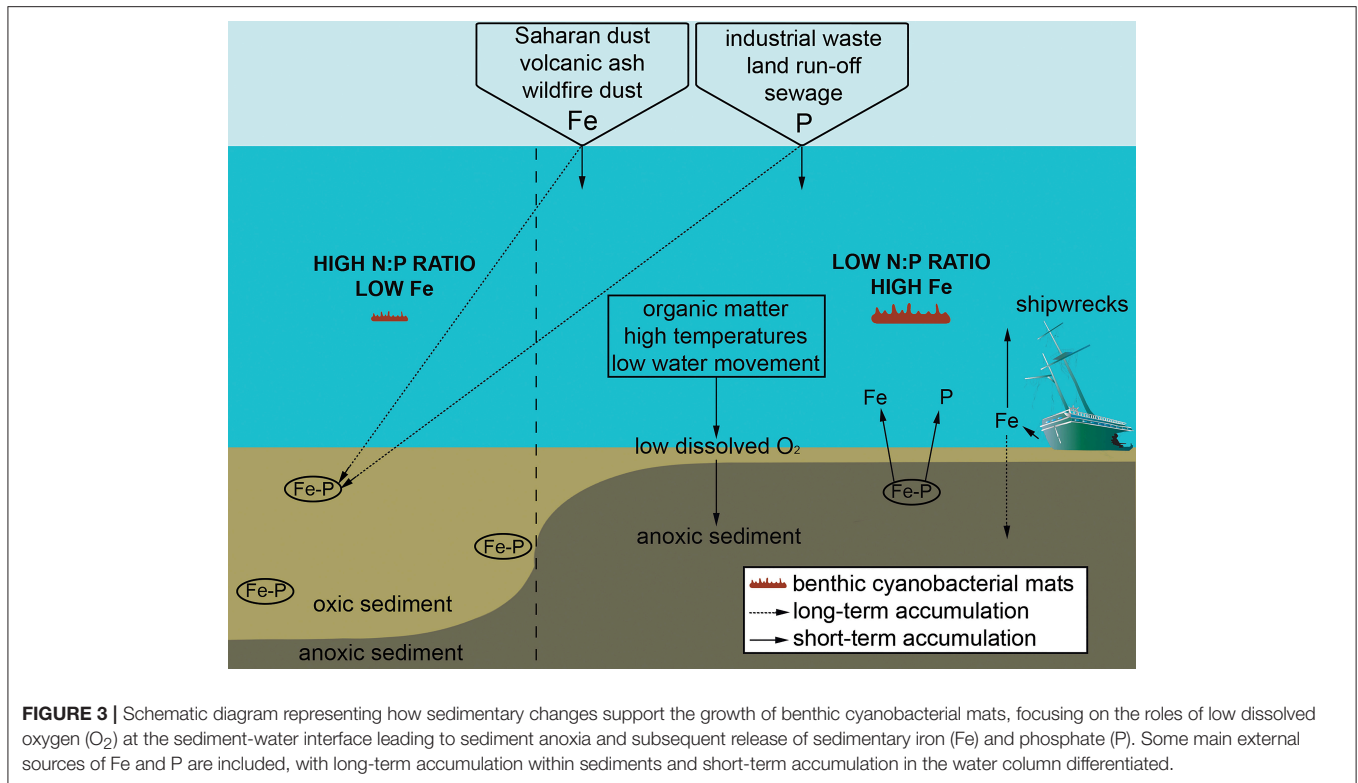 Saharan dust
volcanic ash
wildfire dust
Fe
industrial waste
land run-off
sewage
P
HIGH N:P RATIO
LOW Fe
LOW N:P RATIO
HIGH Fe
shipwrecks
organic matter
high temperatures
low water movement
Fe
P
Fe
low dissolved O₂
Fe-P
Fe-P
Fe-P
Fe-P
anoxic sediment
oxic sediment
anoxic sediment
benthic cyanobacterial mats
long-term accumulation
short-term accumulation
FIGURE 3 | Schematic diagram representing how sedimentary changes support the growth of benthic cyanobacterial mats, focusing on the roles of low dissolved
oxygen (O₂) at the sediment-water interface leading to sediment anoxia and subsequent release of sedimentary iron (Fe) and phosphate (P). Some main external
sources of Fe and P are included, with long-term accumulation within sediments and short-term accumulation in the water column differentiated.